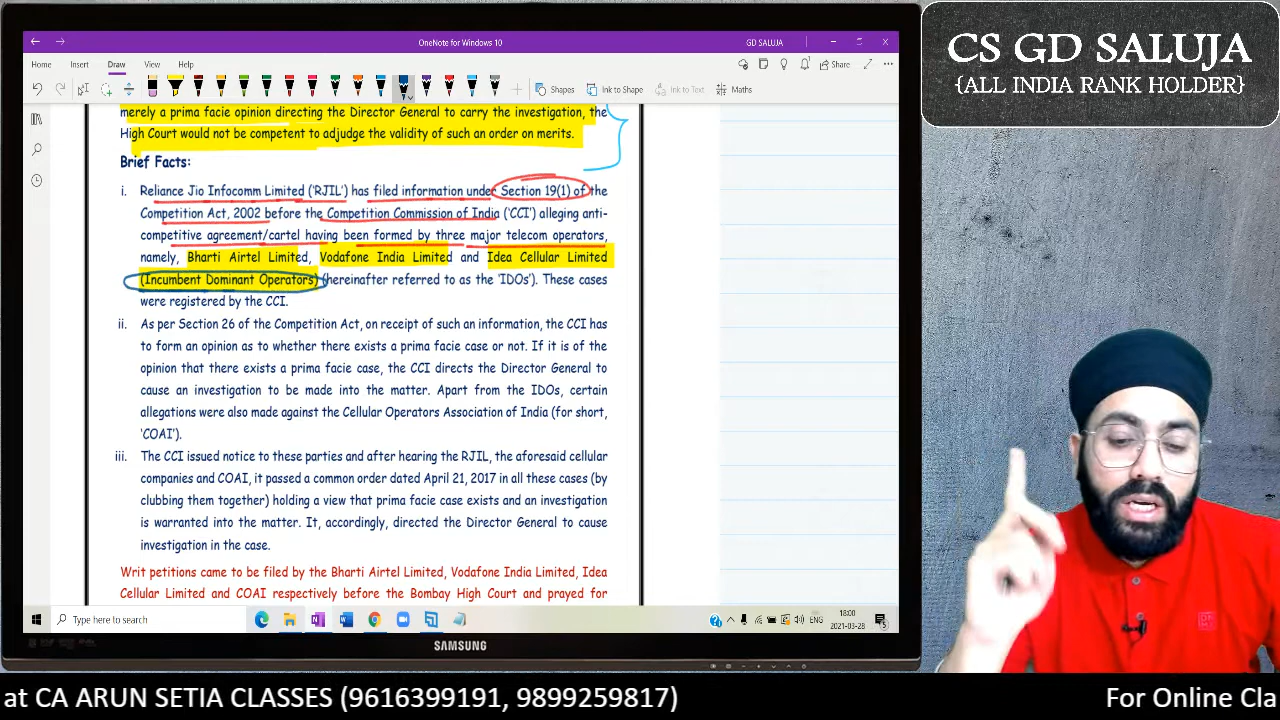 OneNote for Windows 10
GD SALUJA
Home Insert Draw View Help
Share
Shapes Ink to Shape Ink to Text Maths
merely a prima facie opinion directing the Director General to carry the investigation, the
High Court would not be competent to adjudge the validity of such an order on merits.
Brief Facts:
i. Reliance Jio Infocomm Limited ('RJIL') has filed information under Section 19(1) of the
Competition Act, 2002 before the Competition Commission of India ('CCI') alleging anti-
competitive agreement/cartel having been formed by three major telecom operators,
namely, Bharti Airtel Limited, Vodafone India Limited and Idea Cellular Limited
(Incumbent Dominant Operators) (hereinafter referred to as the 'IDOs'). These cases
were registered by the CCI.
ii. As per Section 26 of the Competition Act, on receipt of such an information, the CCI has
to form an opinion as to whether there exists a prima facie case or not. If it is of the
opinion that there exists a prima facie case, the CCI directs the Director General to
cause an investigation to be made into the matter. Apart from the IDOs, certain
allegations were also made against the Cellular Operators Association of India (for short,
'COAI').
iii. The CCI issued notice to these parties and after hearing the RJIL, the aforesaid cellular
companies and COAI, it passed a common order dated April 21, 2017 in all these cases (by
clubbing them together) holding a view that prima facie case exists and an investigation
is warranted into the matter. It, accordingly, directed the Director General to cause
investigation in the case.
Writ petitions came to be filed by the Bharti Airtel Limited, Vodafone India Limited, Idea
Cellular Limited and COAI respectively before the Bombay High Court and prayed for
Type here to search
ENG
18:00
2021-03-28
SAMSUNG
CS GD SALUJA
{ALL INDIA RANK HOLDER}
at CA ARUN SETIA CLASSES (9616399191, 9899259817)
For Online Cla